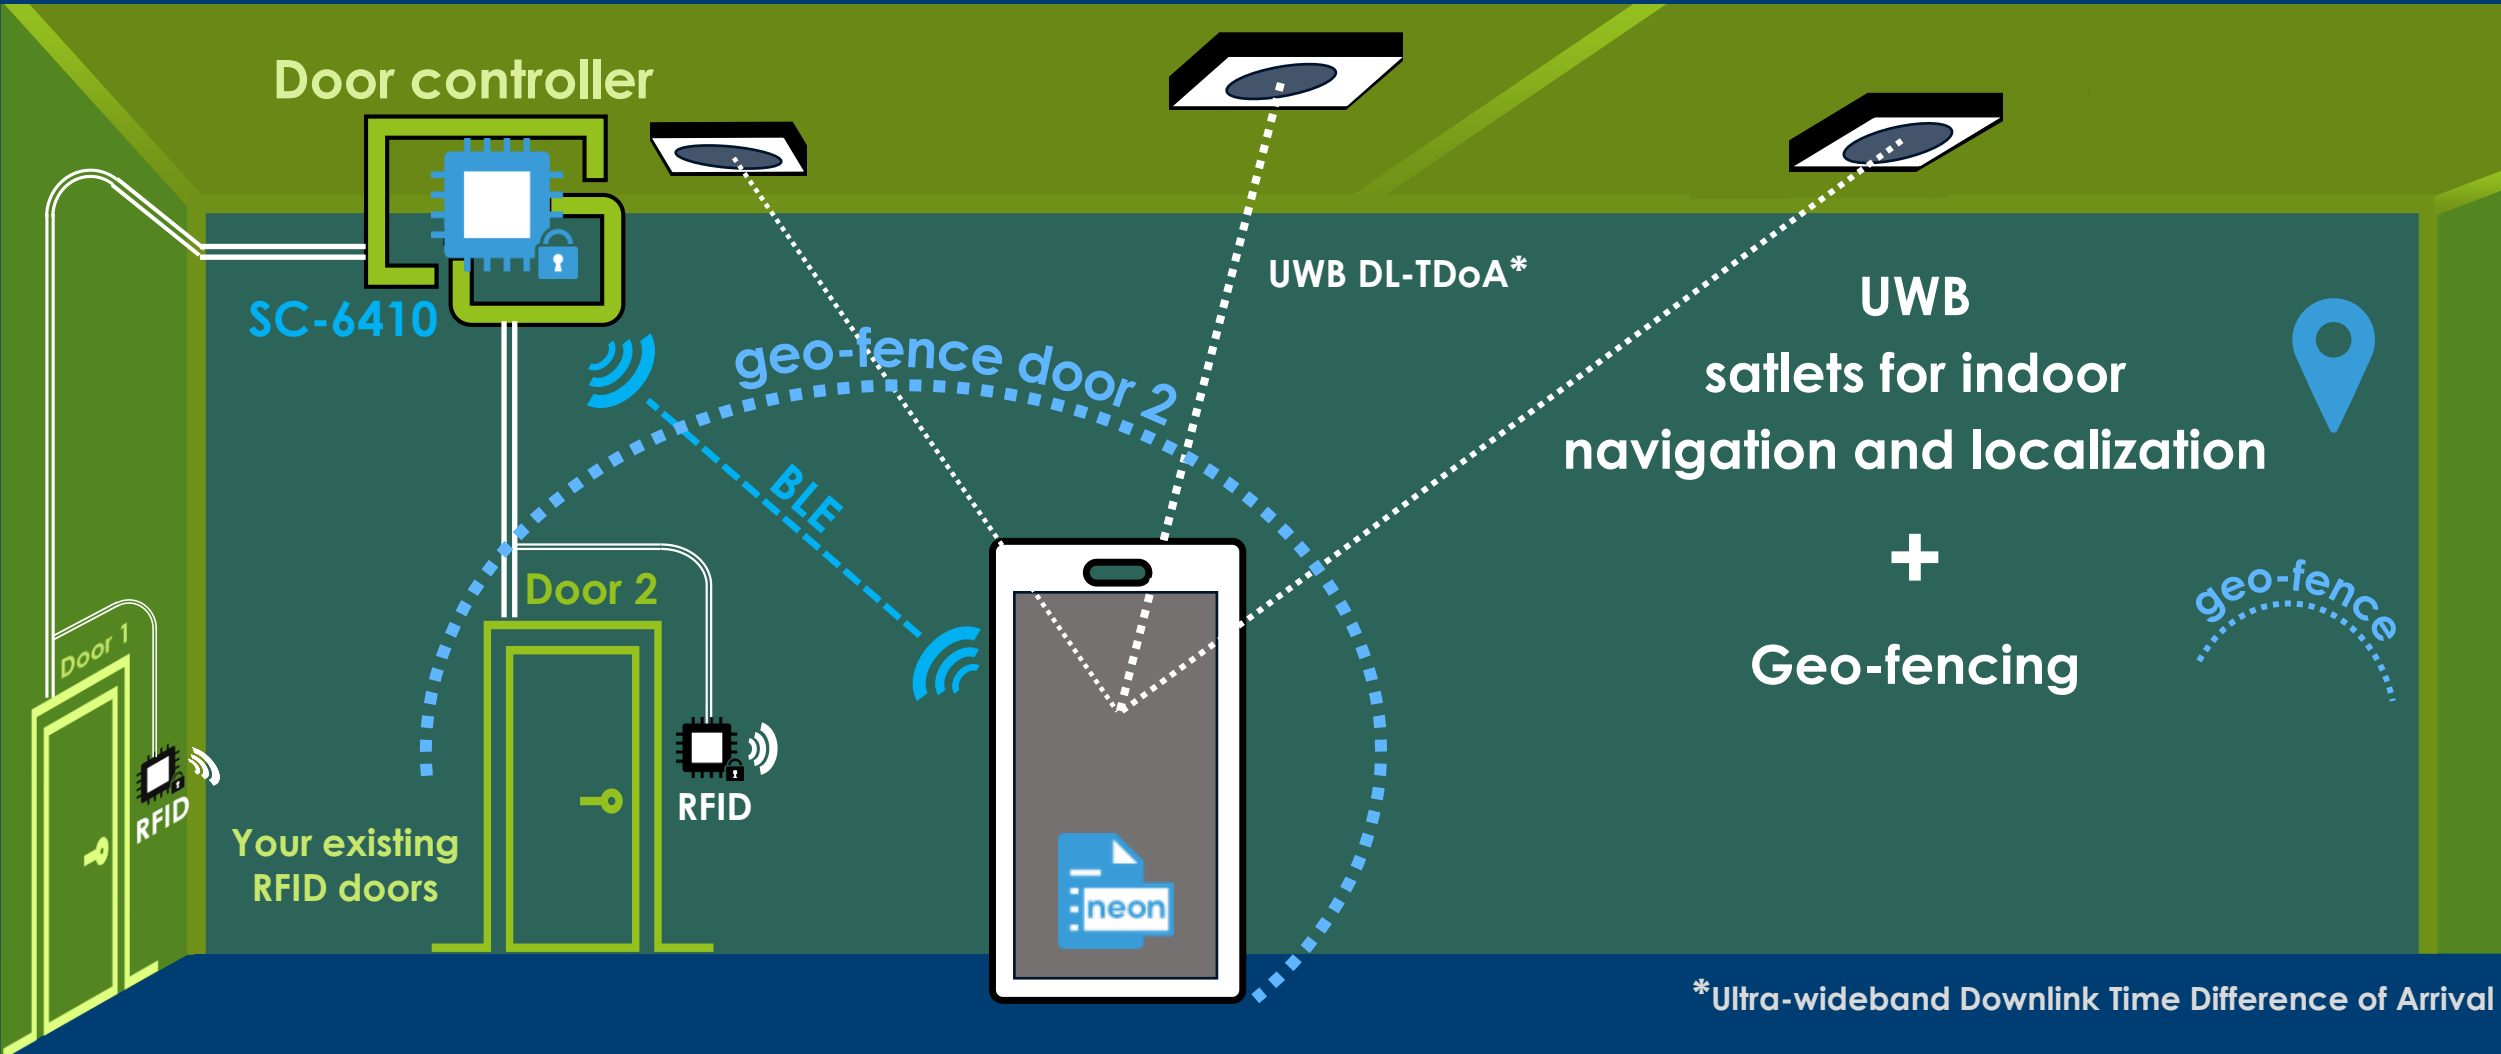 Door controller
SC-6410
UWB DL-TDoA*
geo-fence door 2
BLE
UWB
satlets for indoor
navigation and localization
+
Geo-fencing
geo-fence
Door 1
RFID
Door 2
RFID
Your existing
RFID doors
neon
*Ultra-wideband Downlink Time Difference of Arrival